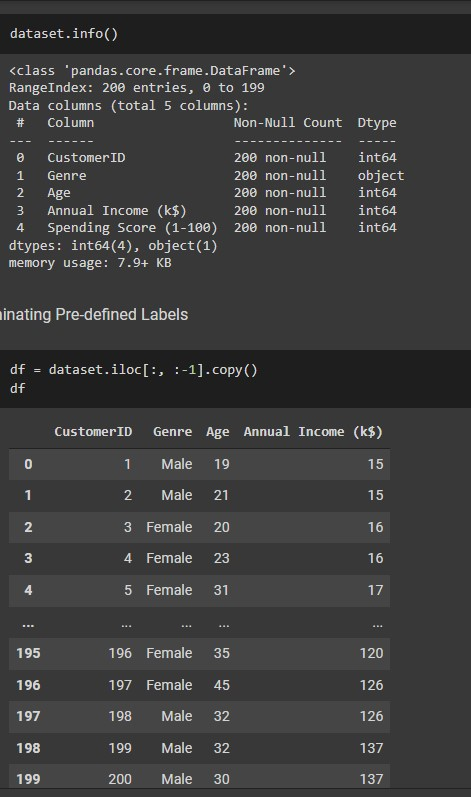 dataset.info()
<class 'pandas.core.frame.DataFrame'>
RangeIndex: 200 entries, 0 to 199
Data columns (total 5 columns):
#   Column                  Non-Null Count  Dtype
---  ------                  --------------  -----
0   CustomerID              200 non-null    int64
1   Genre                   200 non-null    object
2   Age                     200 non-null    int64
3   Annual Income (k$)      200 non-null    int64
4   Spending Score (1-100)  200 non-null    int64
dtypes: int64(4), object(1)
memory usage: 7.9+ KB
inating Pre-defined Labels
df = dataset.iloc[:, :-1].copy()
df
CustomerID Genre Age Annual Income (k$)
0 1 Male 19 15
1 2 Male 21 15
2 3 Female 20 16
3 4 Female 23 16
4 5 Female 31 17
... ... ... ... ...
195 196 Female 35 120
196 197 Female 45 126
197 198 Male 32 126
198 199 Male 32 137
199 200 Male 30 137